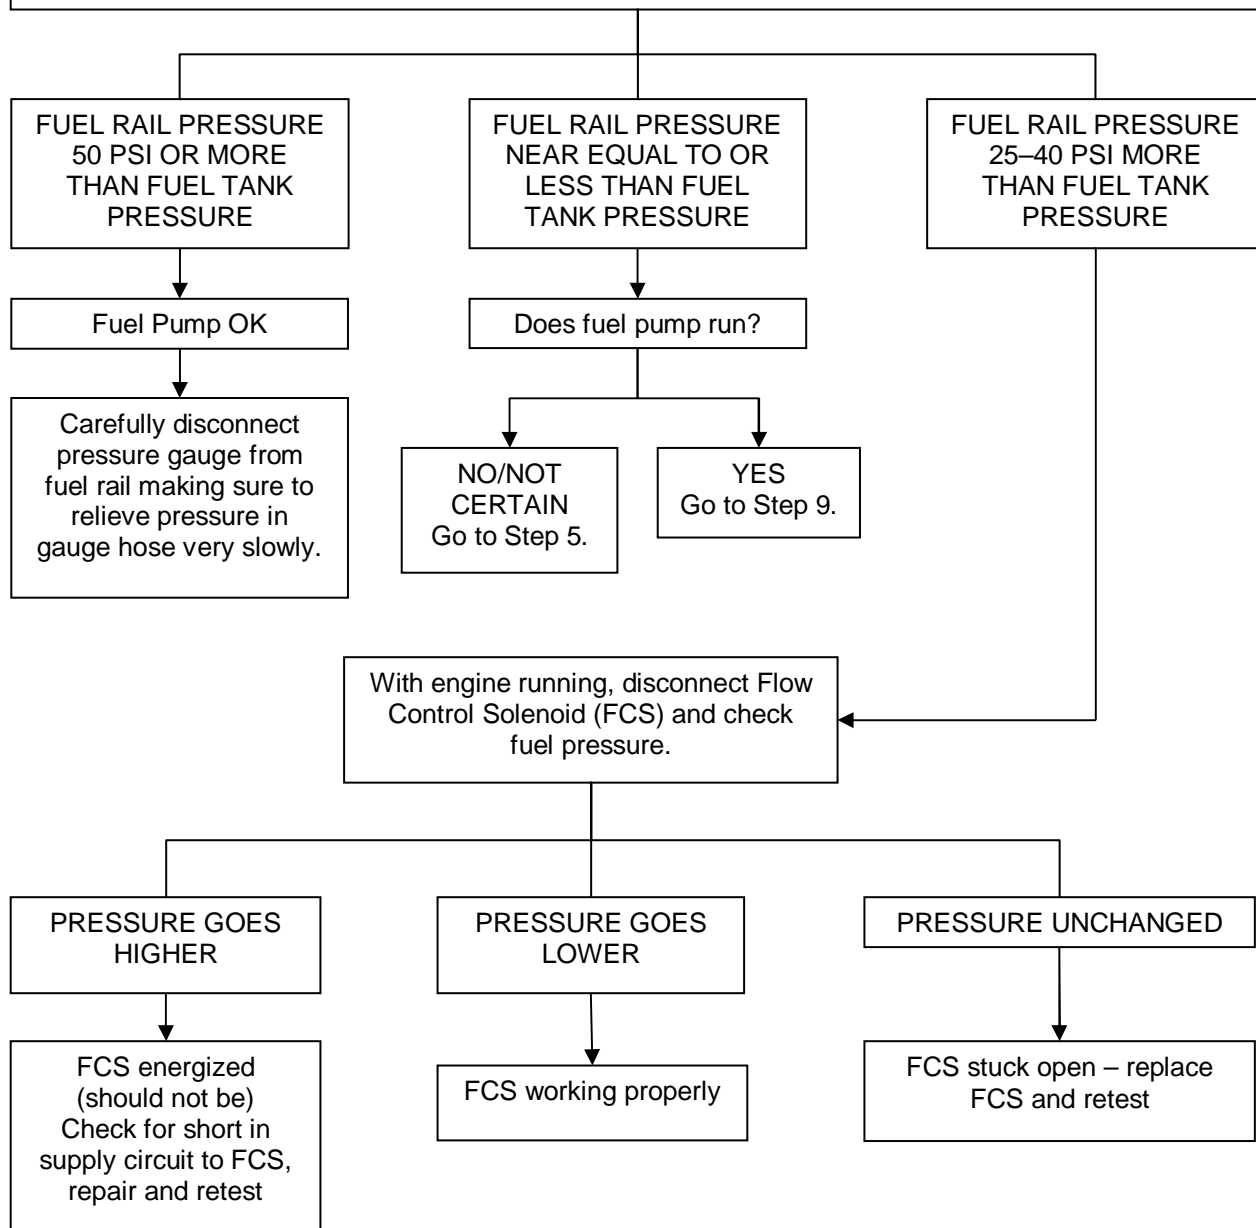 FUEL RAIL PRESSURE
50 PSI OR MORE
THAN FUEL TANK
PRESSURE
FUEL RAIL PRESSURE
NEAR EQUAL TO OR
LESS THAN FUEL
TANK PRESSURE
FUEL RAIL PRESSURE
25–40 PSI MORE
THAN FUEL TANK
PRESSURE
Fuel Pump OK
Does fuel pump run?
Carefully disconnect
pressure gauge from
fuel rail making sure to
relieve pressure in
gauge hose very slowly.
NO/NOT
CERTAIN
Go to Step 5.
YES
Go to Step 9.
With engine running, disconnect Flow
Control Solenoid (FCS) and check
fuel pressure.
PRESSURE GOES
HIGHER
PRESSURE GOES
LOWER
PRESSURE UNCHANGED
FCS energized
(should not be)
Check for short in
supply circuit to FCS,
repair and retest
FCS working properly
FCS stuck open – replace
FCS and retest